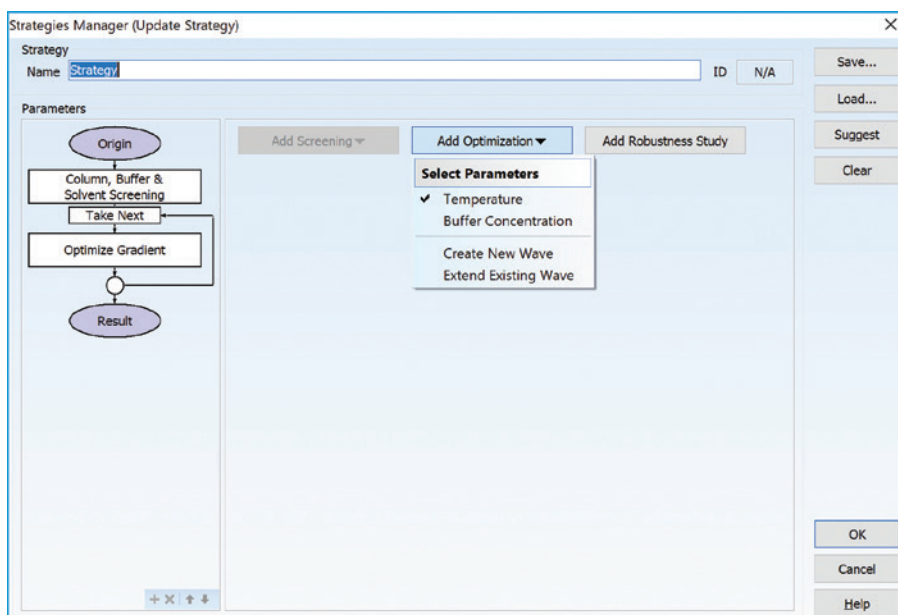 Strategies Manager (Update Strategy)
Strategy
Name Strategy ID N/A
Parameters
Origin
Column, Buffer &
Solvent Screening
Take Next
Optimize Gradient
Result
Add Screening
Add Optimization
Add Robustness Study
Select Parameters
Temperature
Buffer Concentration
Create New Wave
Extend Existing Wave
Save...
Load...
Suggest
Clear
OK
Cancel
Help